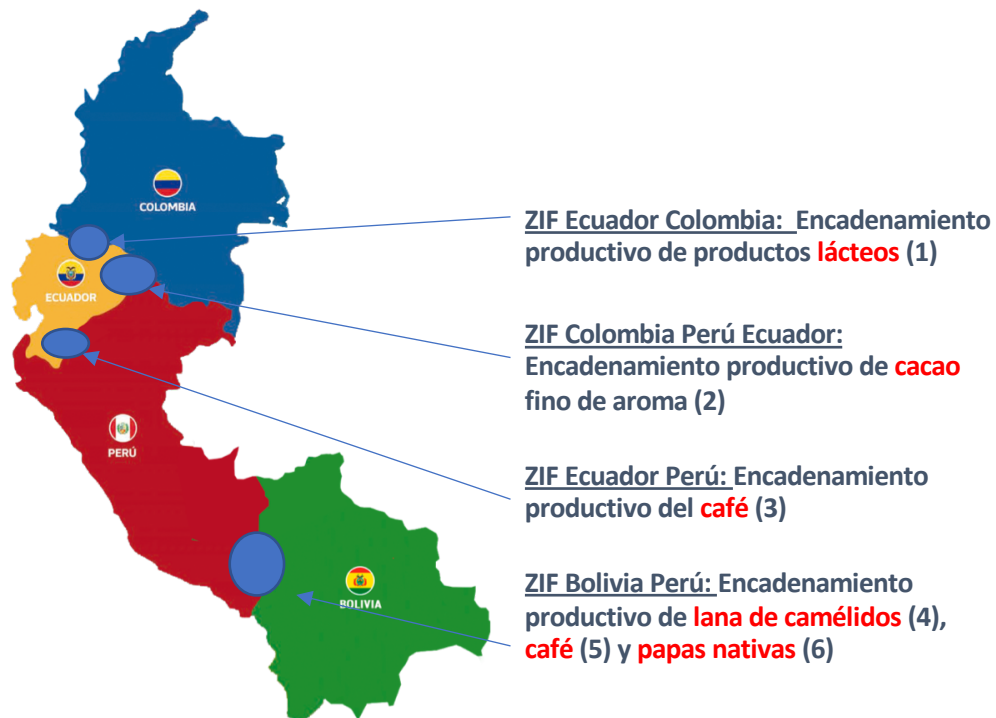 COLOMBIA
ECUADOR
PERÚ
BOLIVIA
ZIF Ecuador Colombia: Encadenamiento
productivo de productos lácteos (1)
ZIF Colombia Perú Ecuador:
Encadenamiento productivo de cacao
fino de aroma (2)
ZIF Ecuador Perú: Encadenamiento
productivo del café (3)
ZIF Bolivia Perú: Encadenamiento
productivo de lana de camélidos (4),
café (5) y papas nativas (6)